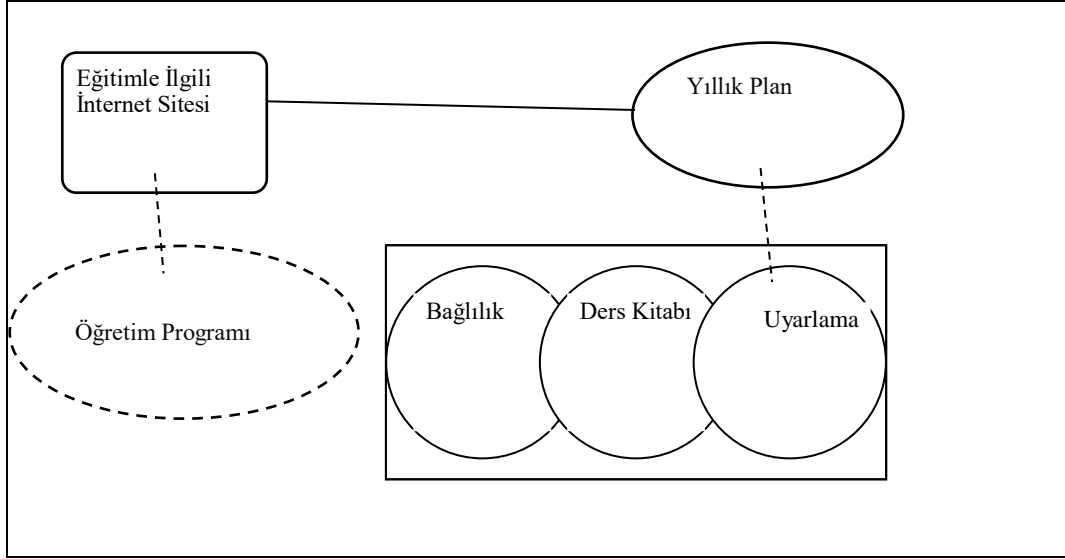 Eğitimle İlgili
İnternet Sitesi
Yıllık Plan
Öğretim Programı
Bağlılık
Ders Kitabı
Uyarlama